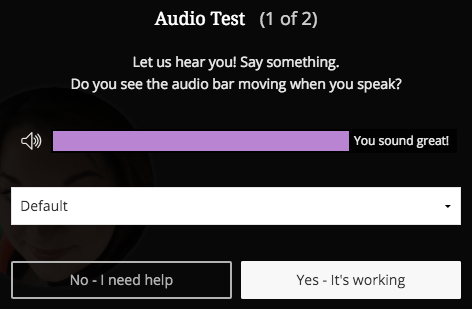 Audio Test (1 of 2)
Let us hear you! Say something.
Do you see the audio bar moving when you speak?
You sound great!
Default
No - I need help
Yes - It's working